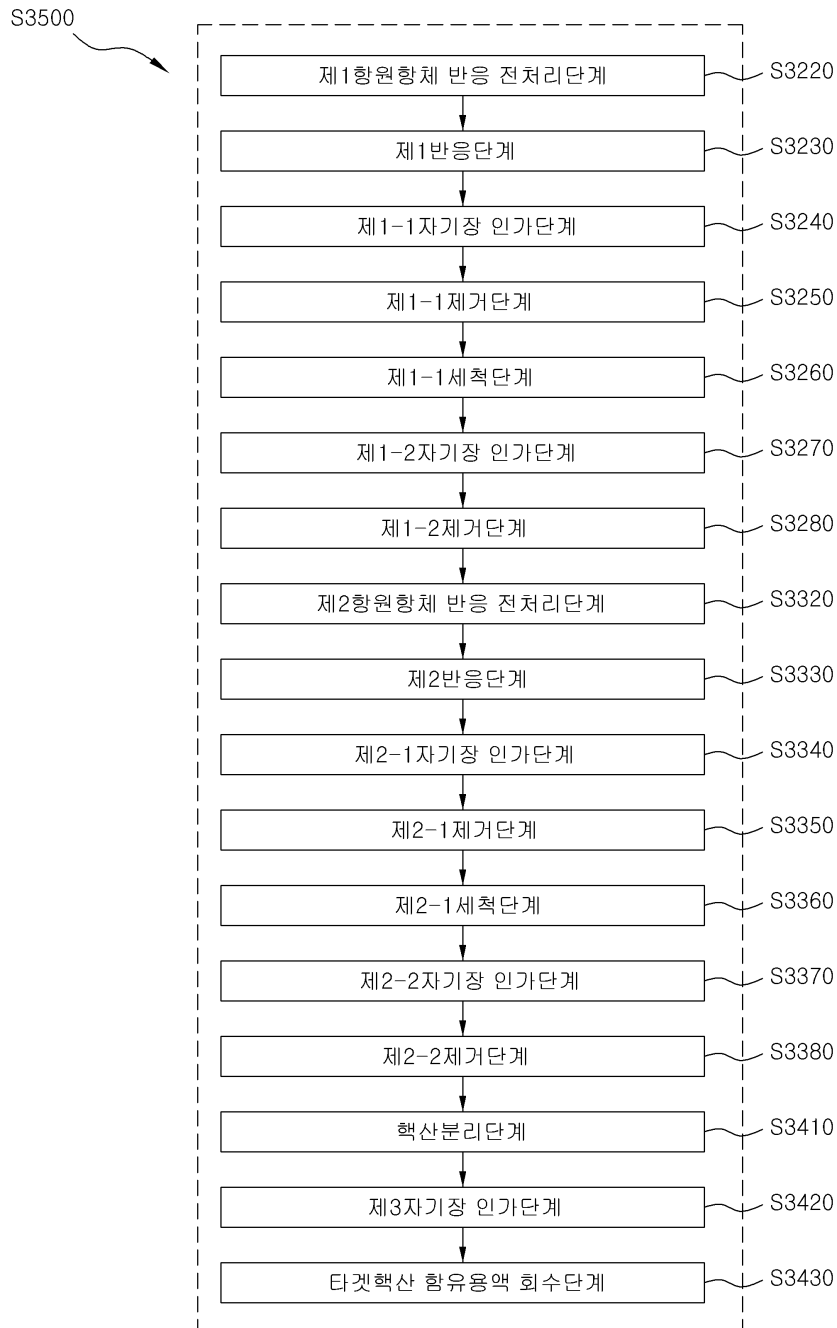 S3500
제1항원항체 반응 전처리단계 S3220
제1반응단계 S3230
제1-1자기장 인가단계 S3240
제1-1제거단계 S3250
제1-1세척단계 S3260
제1-2자기장 인가단계 S3270
제1-2제거단계 S3280
제2항원항체 반응 전처리단계 S3320
제2반응단계 S3330
제2-1자기장 인가단계 S3340
제2-1제거단계 S3350
제2-1세척단계 S3360
제2-2자기장 인가단계 S3370
제2-2제거단계 S3380
핵산분리단계 S3410
제3자기장 인가단계 S3420
타겟핵산 함유용액 회수단계 S3430